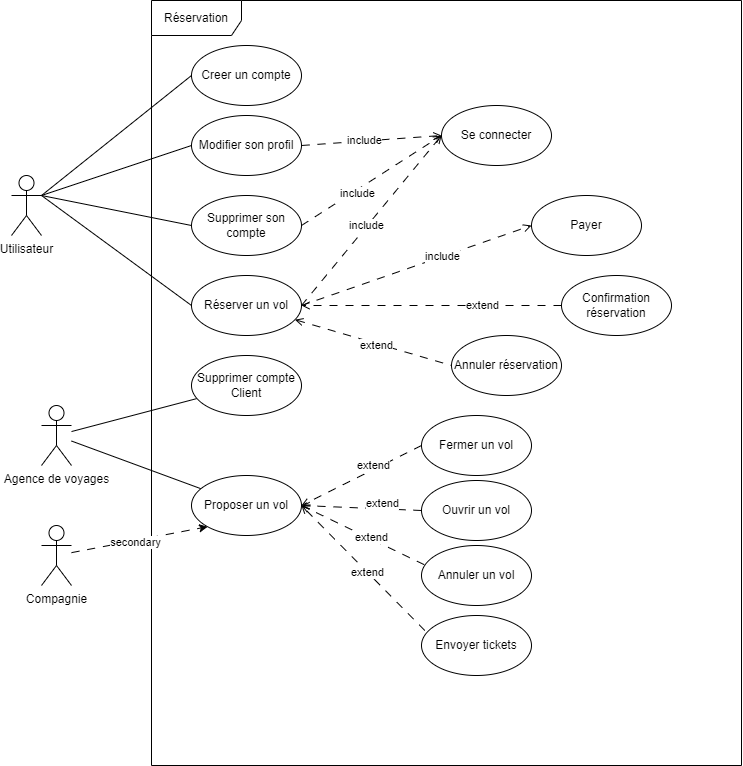 Réservation
Creer un compte
Modifier son profil
include
Se connecter
include
Supprimer son
compte
include
Payer
Utilisateur
include
Réserver un vol
extend
Confirmation
réservation
extend
Annuler réservation
Supprimer compte
Client
Fermer un vol
extend
Agence de voyages
Proposer un vol
extend
Ouvrir un vol
secondary
extend
extend
Annuler un vol
Compagnie
Envoyer tickets